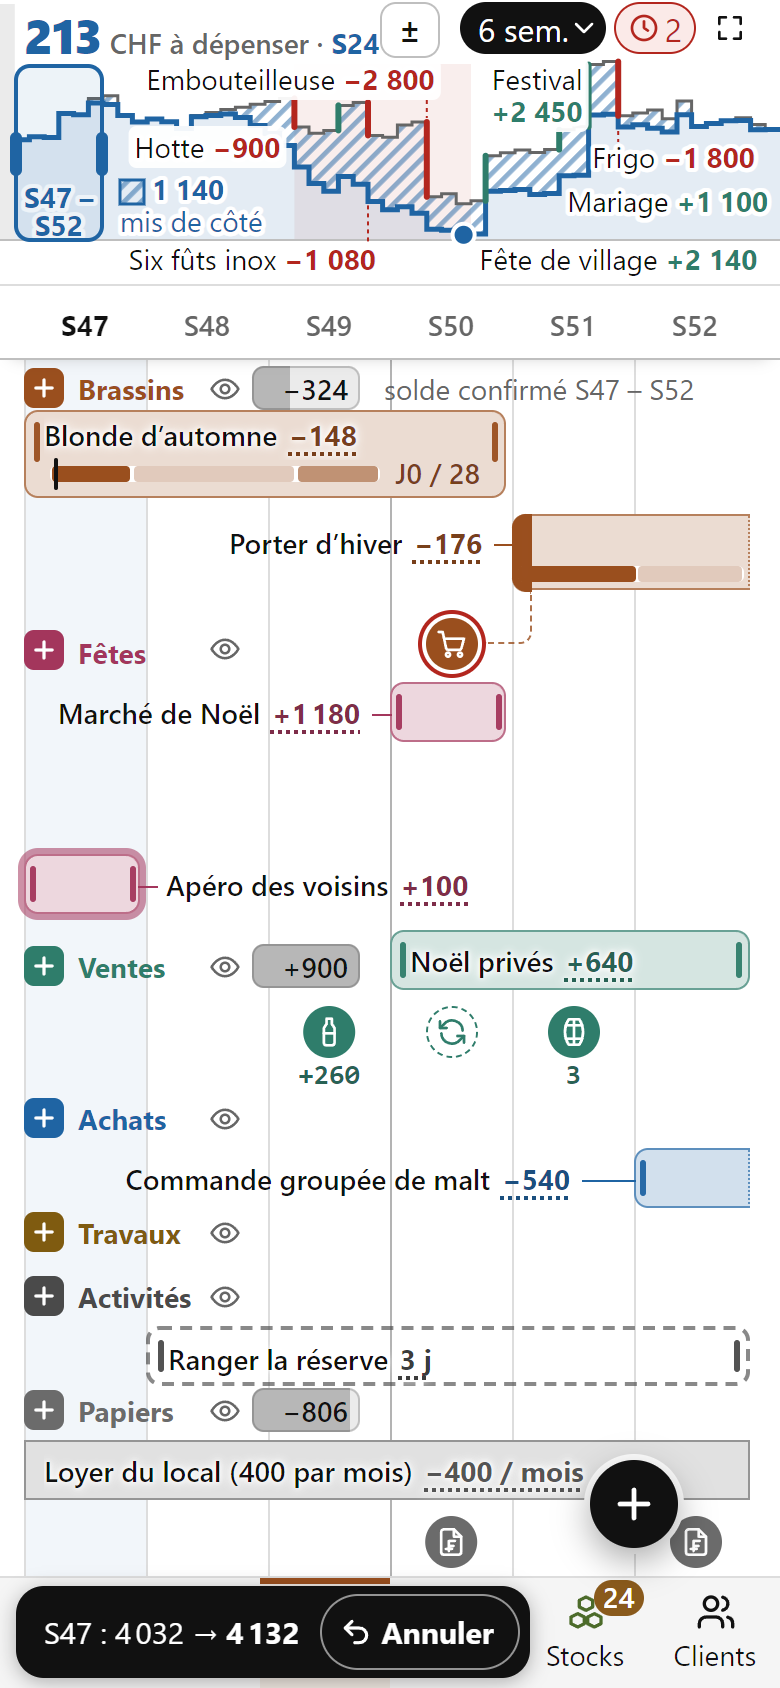 213 CHF à dépenser · S24
±
6 sem.
2
Embouteilleuse −2 800
Festival
+2 450
Hotte −900
Frigo −1 800
S47 –
S52
1 140
mis de côté
Mariage +1 100
Six fûts inox −1 080
Fête de village +2 140
S47 S48 S49 S50 S51 S52
Brassins −324 solde confirmé S47 – S52
Blonde d’automne −148
J0 / 28
Porter d’hiver −176
Fêtes
Marché de Noël +1 180
Apéro des voisins +100
Ventes +900
Noël privés +640
+260
3
Achats
Commande groupée de malt −540
Travaux
Activités
Ranger la réserve 3 j
Papiers −806
Loyer du local (400 par mois) −400 / mois
S47 : 4 032 → 4 132 Annuler
24
Stocks
Clients